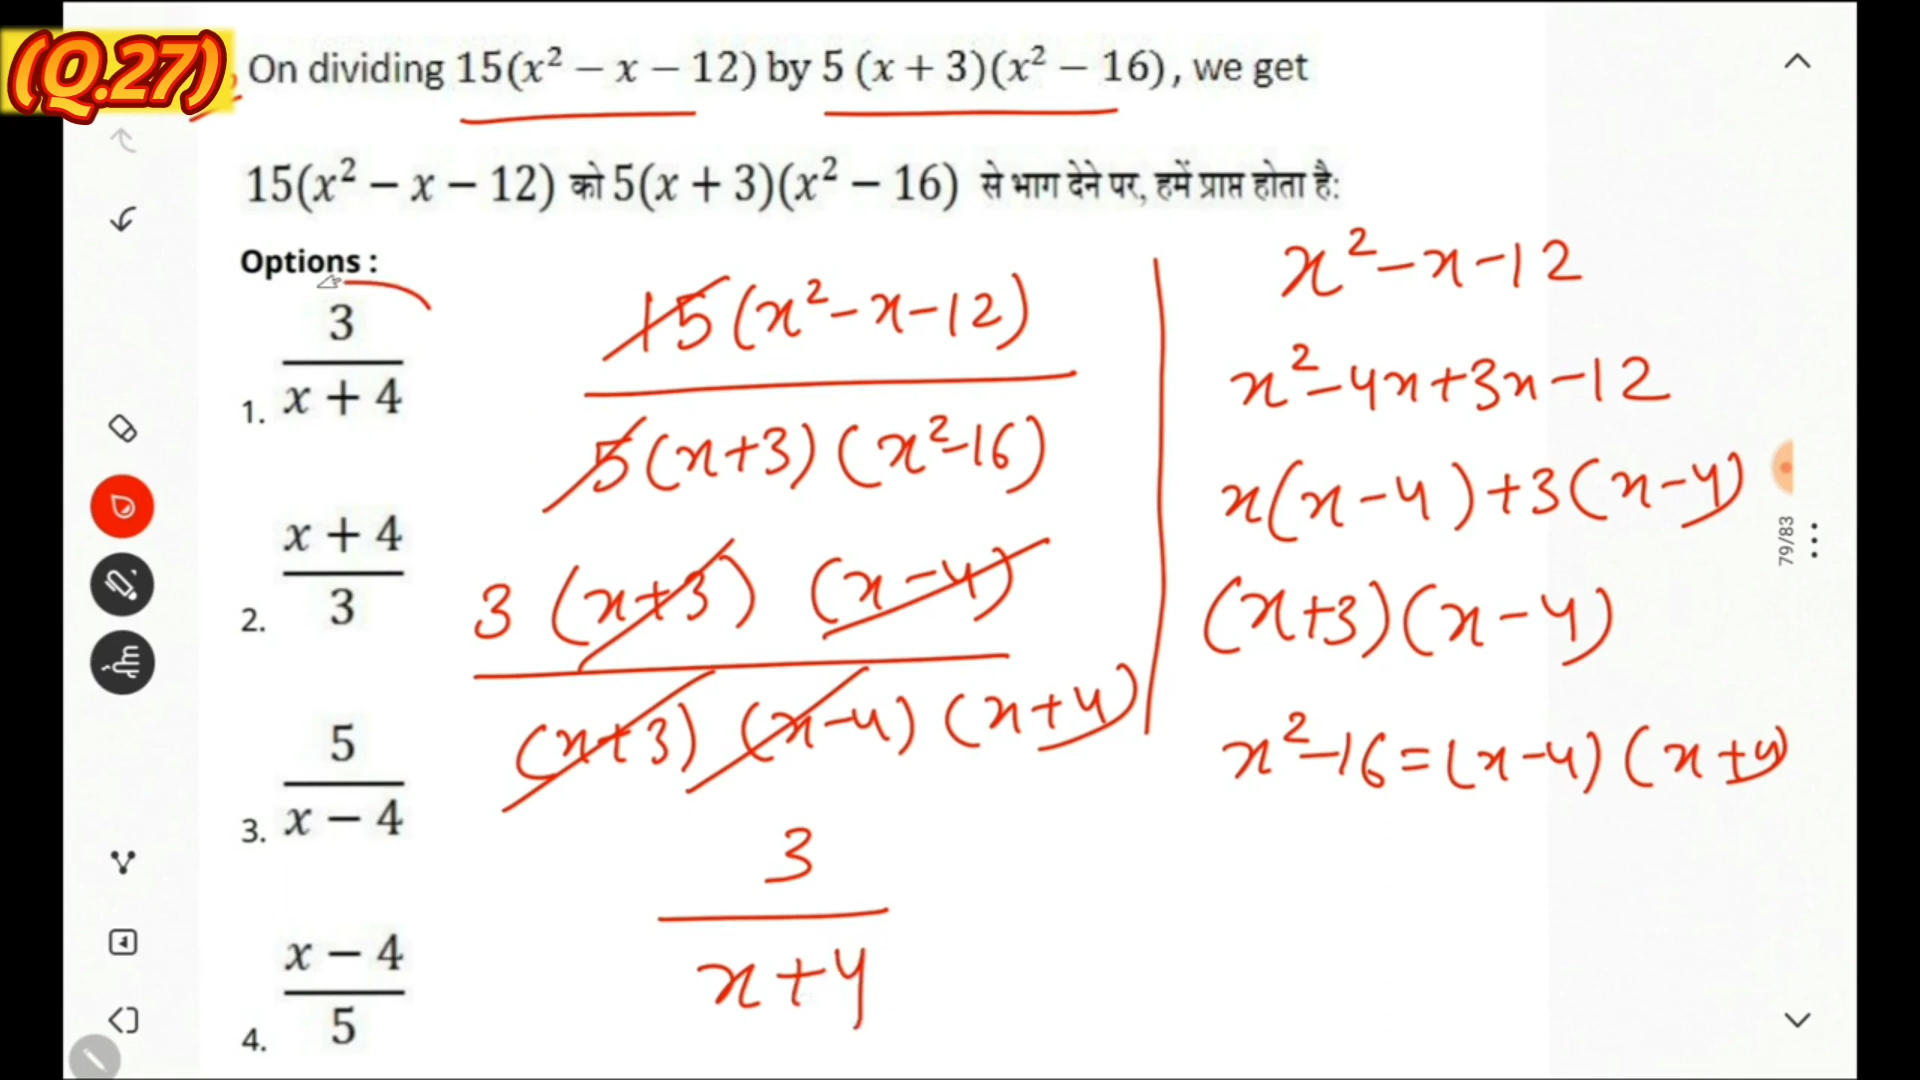 (Q.27) On dividing 15(x² − x − 12) by 5 (x + 3)(x² − 16), we get
15(x² − x − 12) को 5(x + 3)(x² − 16) से भाग देने पर, हमें प्राप्त होता है:
Options :
1. 3/(x + 4)
2. (x + 4)/3
3. 5/(x − 4)
4. (x − 4)/5
15(x²-x-12)
5(x+3)(x²-16)
3 (x+3) (x-4)
(x+3) (x-4) (x+4)
3
x+4
x²-x-12
x²-4x+3x-12
x(x-4)+3(x-4)
(x+3)(x-4)
x²-16=(x-4)(x+4)
79/83